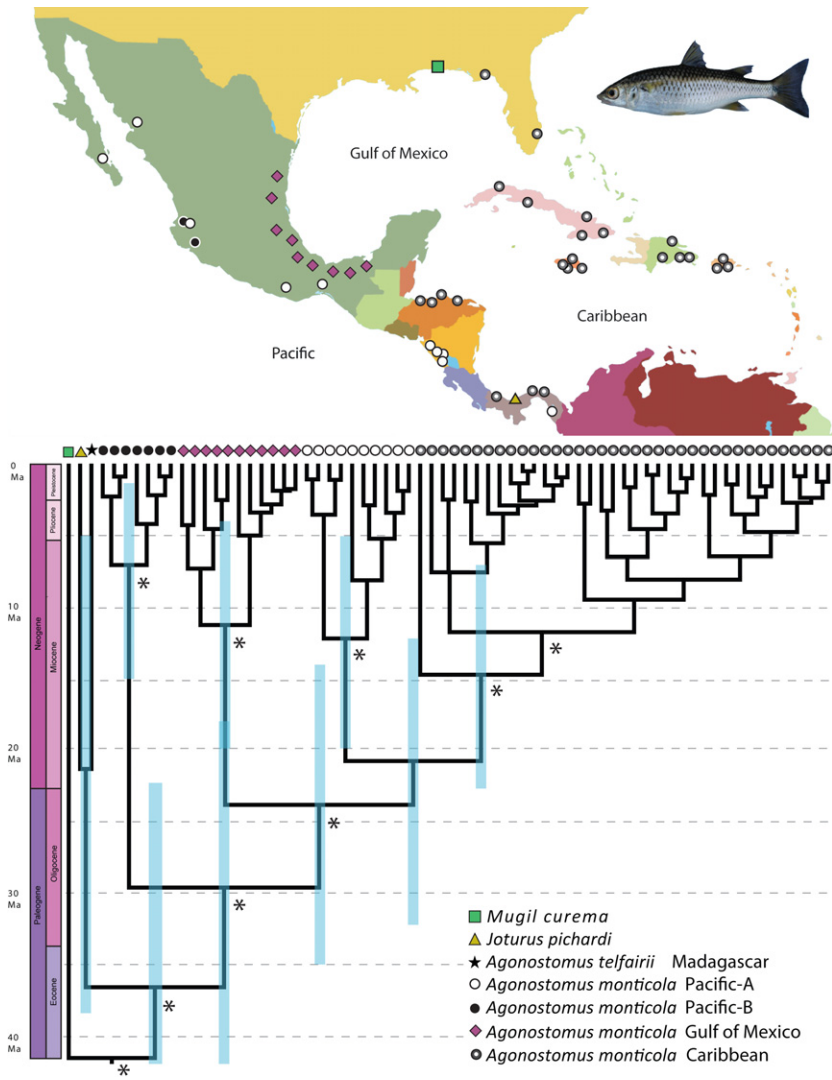 Gulf of Mexico
Caribbean
Pacific
0
Ma
Pleistocene
Pliocene
Neogene
Miocene
10
Ma
20
Ma
Oligocene
Paleogene
30
Ma
Eocene
40
Ma
*
*
*
*
*
*
*
*
*
Mugil curema
Joturus pichardi
Agonostomus telfairii Madagascar
Agonostomus monticola Pacific-A
Agonostomus monticola Pacific-B
Agonostomus monticola Gulf of Mexico
Agonostomus monticola Caribbean